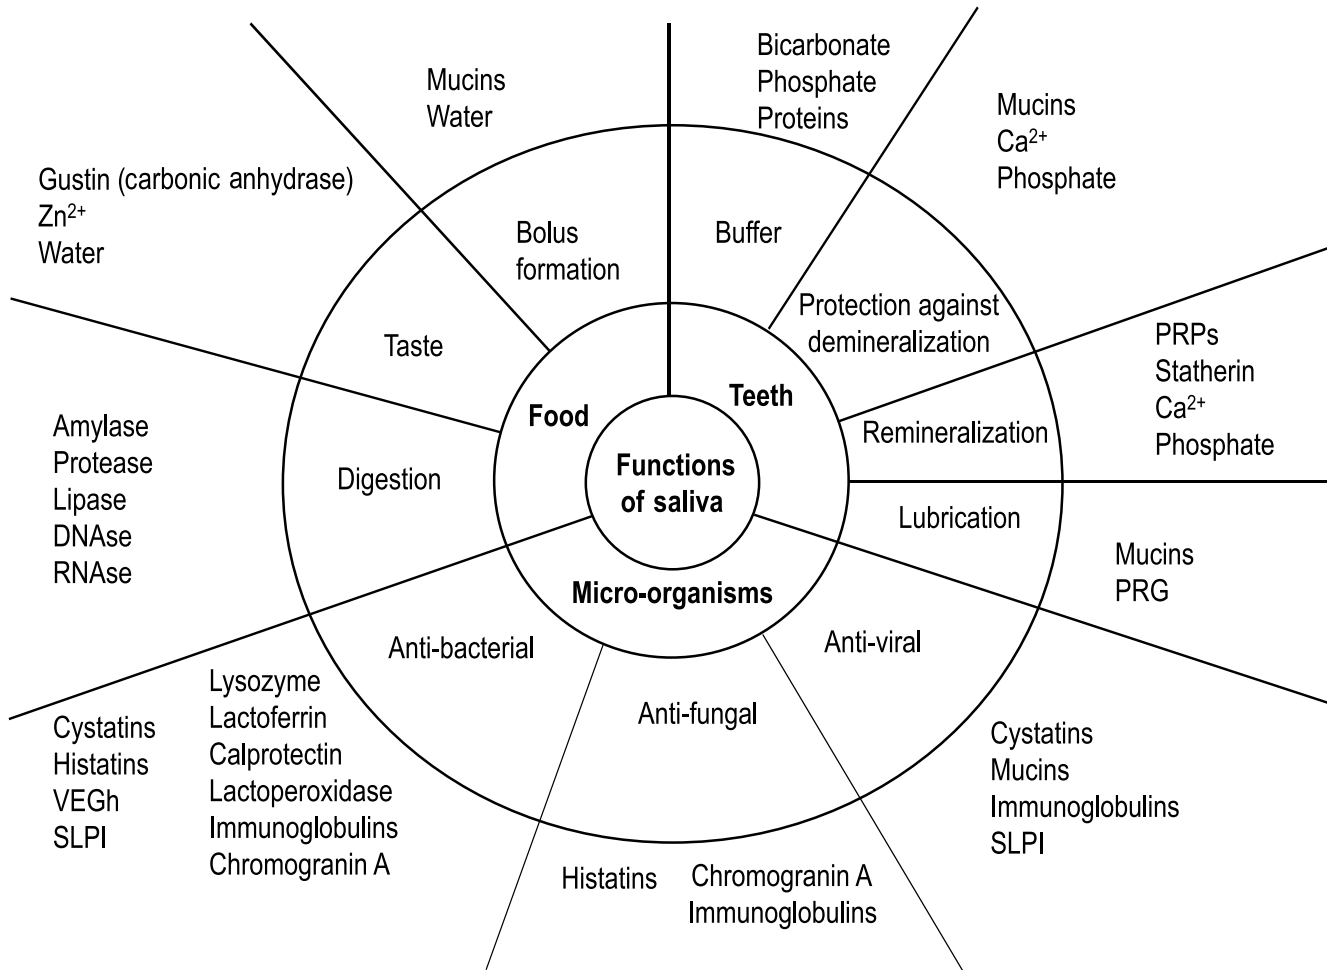 Functions
of saliva
Food
Teeth
Micro-organisms
Bolus
formation
Mucins
Water
Buffer
Bicarbonate
Phosphate
Proteins
Protection against
demineralization
Mucins
Ca²⁺
Phosphate
Remineralization
PRPs
Statherin
Ca²⁺
Phosphate
Lubrication
Mucins
PRG
Anti-viral
Cystatins
Mucins
Immunoglobulins
SLPI
Anti-fungal
Histatins
Chromogranin A
Immunoglobulins
Anti-bacterial
Cystatins
Histatins
VEGh
SLPI
Lysozyme
Lactoferrin
Calprotectin
Lactoperoxidase
Immunoglobulins
Chromogranin A
Digestion
Amylase
Protease
Lipase
DNAse
RNAse
Taste
Gustin (carbonic anhydrase)
Zn²⁺
Water